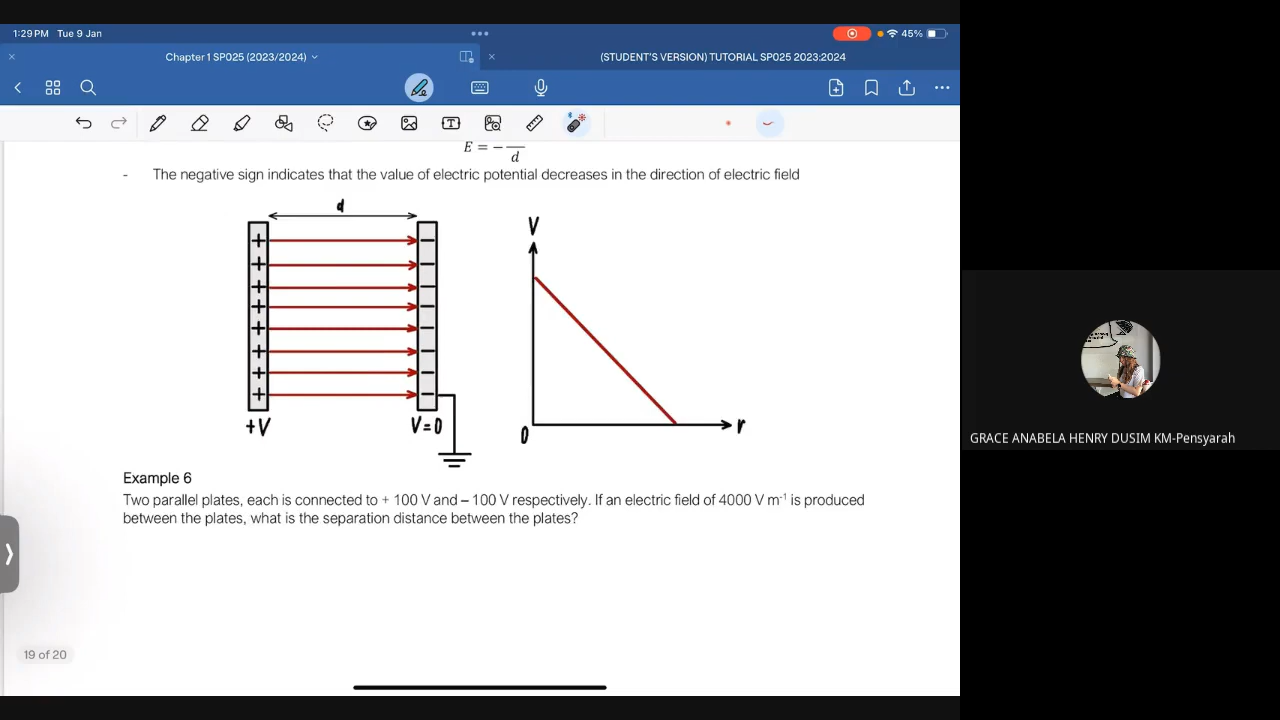 1:29 PM Tue 9 Jan
45%
Chapter 1 SP025 (2023/2024)
(STUDENT'S VERSION) TUTORIAL SP025 2023:2024
E = − 
d
- The negative sign indicates that the value of electric potential decreases in the direction of electric field
d
V
+ −
+ −
+ −
+ −
+ −
+ −
+ −
+ −
+V
V=0
0
r
Example 6
Two parallel plates, each is connected to + 100 V and – 100 V respectively. If an electric field of 4000 V m⁻¹ is produced
between the plates, what is the separation distance between the plates?
19 of 20
GRACE ANABELA HENRY DUSIM KM-Pensyarah